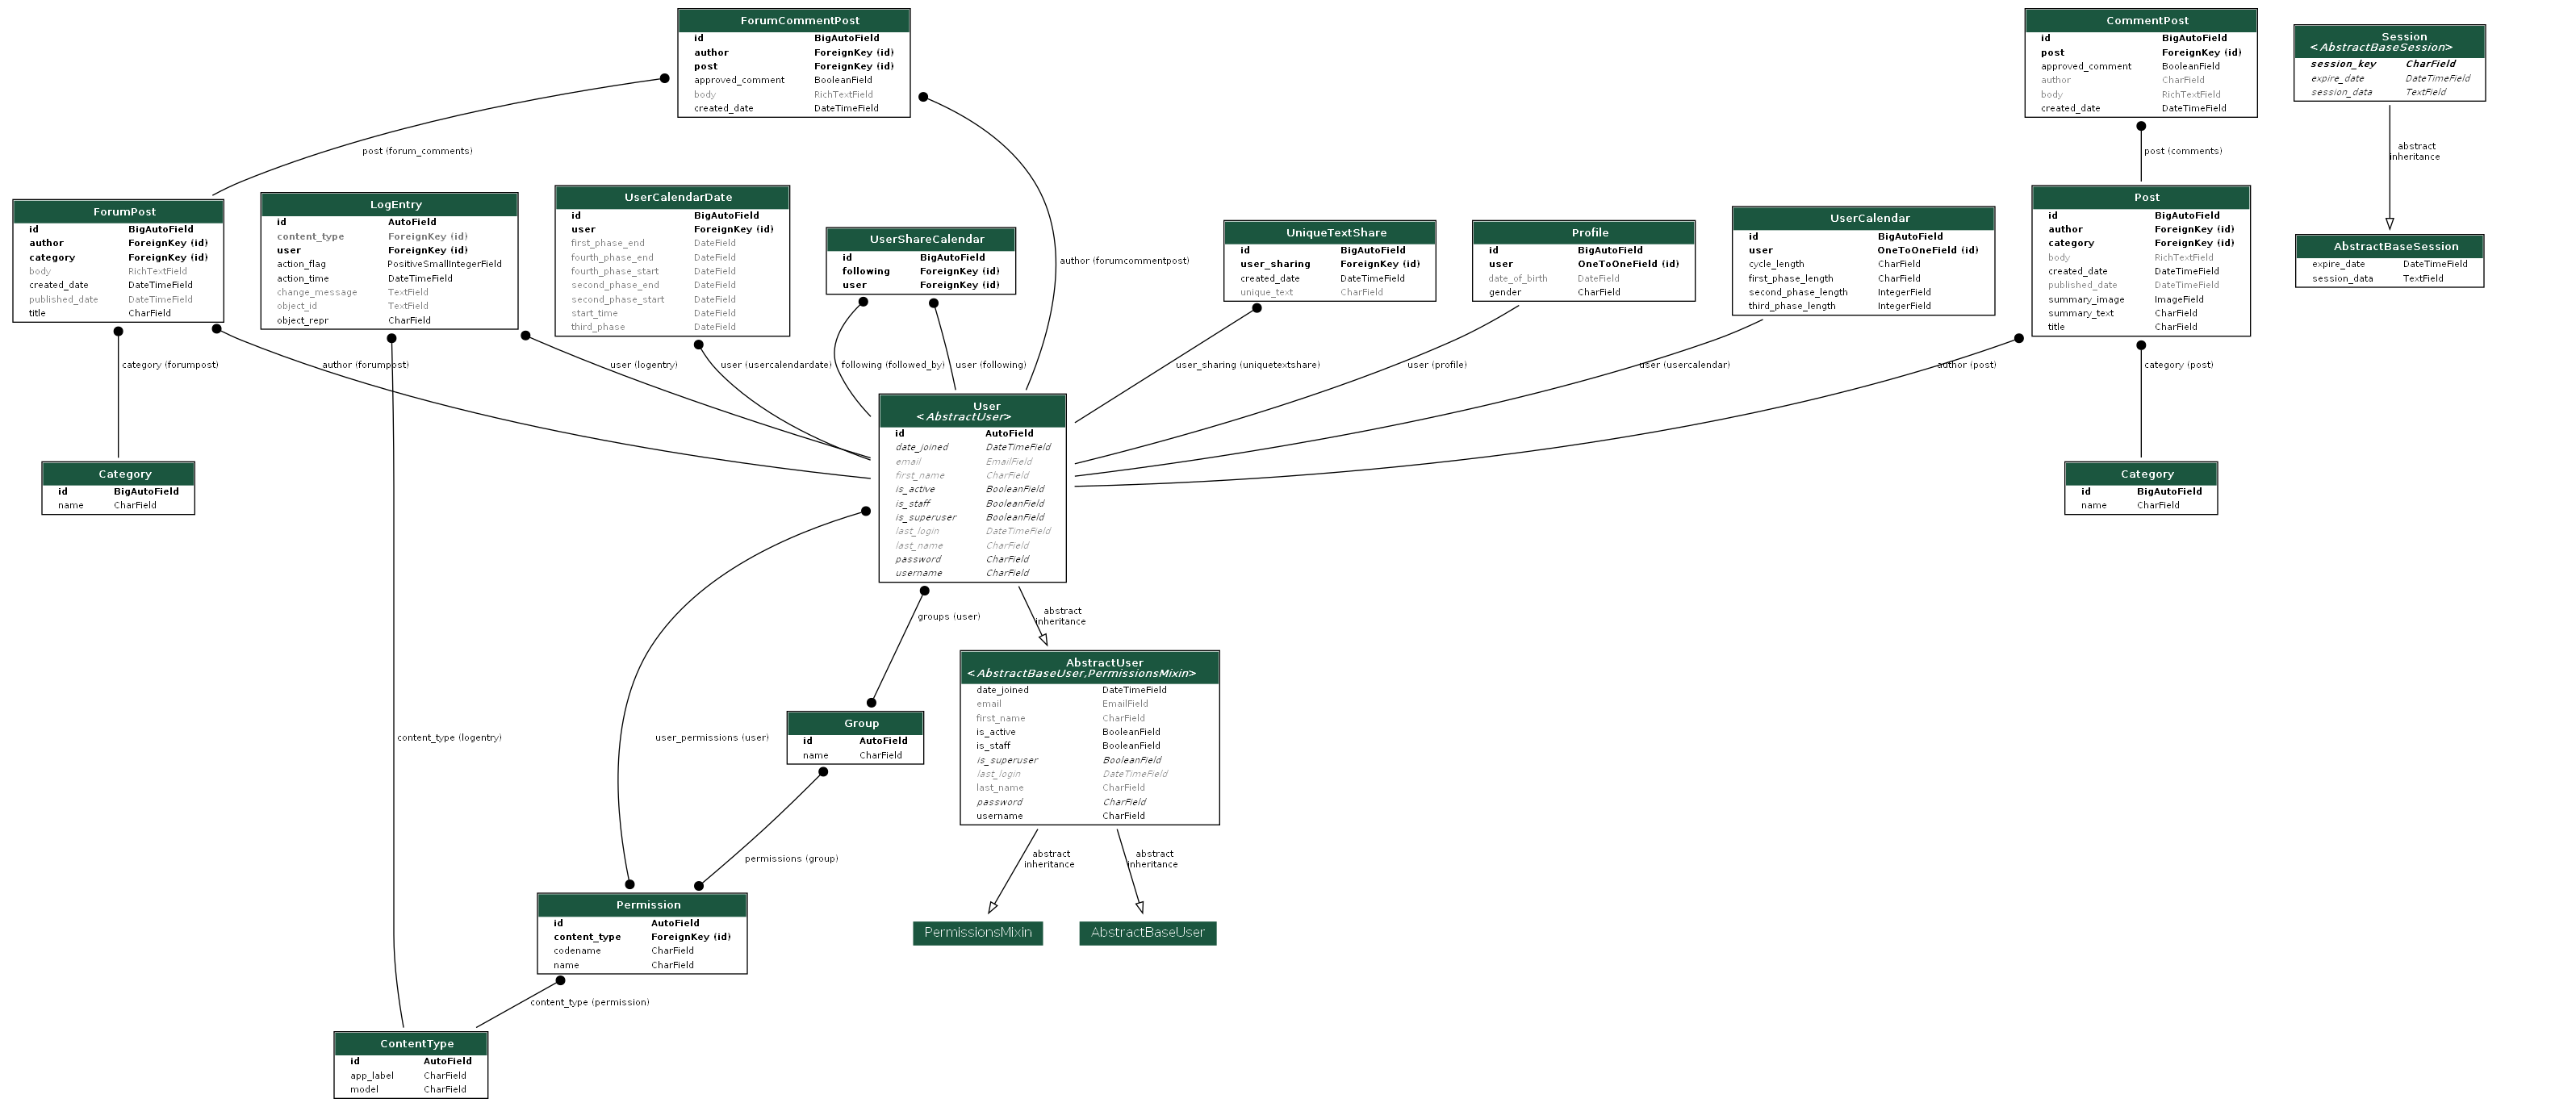 ForumCommentPost
id BigAutoField
author ForeignKey (id)
post ForeignKey (id)
approved_comment BooleanField
body RichTextField
created_date DateTimeField
CommentPost
id BigAutoField
post ForeignKey (id)
approved_comment BooleanField
author CharField
body RichTextField
created_date DateTimeField
Session
<AbstractBaseSession>
session_key CharField
expire_date DateTimeField
session_data TextField
post (forum_comments)
author (forumcommentpost)
post (comments)
abstract
inheritance
ForumPost
id BigAutoField
author ForeignKey (id)
category ForeignKey (id)
body RichTextField
created_date DateTimeField
published_date DateTimeField
title CharField
LogEntry
id AutoField
content_type ForeignKey (id)
user ForeignKey (id)
action_flag PositiveSmallIntegerField
action_time DateTimeField
change_message TextField
object_id TextField
object_repr CharField
UserCalendarDate
id BigAutoField
user ForeignKey (id)
first_phase_end DateField
fourth_phase_end DateField
fourth_phase_start DateField
second_phase_end DateField
second_phase_start DateField
start_time DateField
third_phase DateField
UserShareCalendar
id BigAutoField
following ForeignKey (id)
user ForeignKey (id)
UniqueTextShare
id BigAutoField
user_sharing ForeignKey (id)
created_date DateTimeField
unique_text CharField
Profile
id BigAutoField
user OneToOneField (id)
date_of_birth DateField
gender CharField
UserCalendar
id BigAutoField
user OneToOneField (id)
cycle_length CharField
first_phase_length CharField
second_phase_length IntegerField
third_phase_length IntegerField
Post
id BigAutoField
author ForeignKey (id)
category ForeignKey (id)
body RichTextField
created_date DateTimeField
published_date DateTimeField
summary_image ImageField
summary_text CharField
title CharField
AbstractBaseSession
expire_date DateTimeField
session_data TextField
category (forumpost)
author (forumpost)
user (logentry)
user (usercalendardate)
following (followed_by)
user (following)
user_sharing (uniquetextshare)
user (profile)
user (usercalendar)
author (post)
category (post)
Category
id BigAutoField
name CharField
User
<AbstractUser>
id AutoField
date_joined DateTimeField
email EmailField
first_name CharField
is_active BooleanField
is_staff BooleanField
is_superuser BooleanField
last_login DateTimeField
last_name CharField
password CharField
username CharField
Category
id BigAutoField
name CharField
groups (user)
abstract
inheritance
AbstractUser
<AbstractBaseUser,PermissionsMixin>
date_joined DateTimeField
email EmailField
first_name CharField
is_active BooleanField
is_staff BooleanField
is_superuser BooleanField
last_login DateTimeField
last_name CharField
password CharField
username CharField
content_type (logentry)
user_permissions (user)
Group
id AutoField
name CharField
permissions (group)
abstract
inheritance
abstract
inheritance
Permission
id AutoField
content_type ForeignKey (id)
codename CharField
name CharField
PermissionsMixin
AbstractBaseUser
content_type (permission)
ContentType
id AutoField
app_label CharField
model CharField